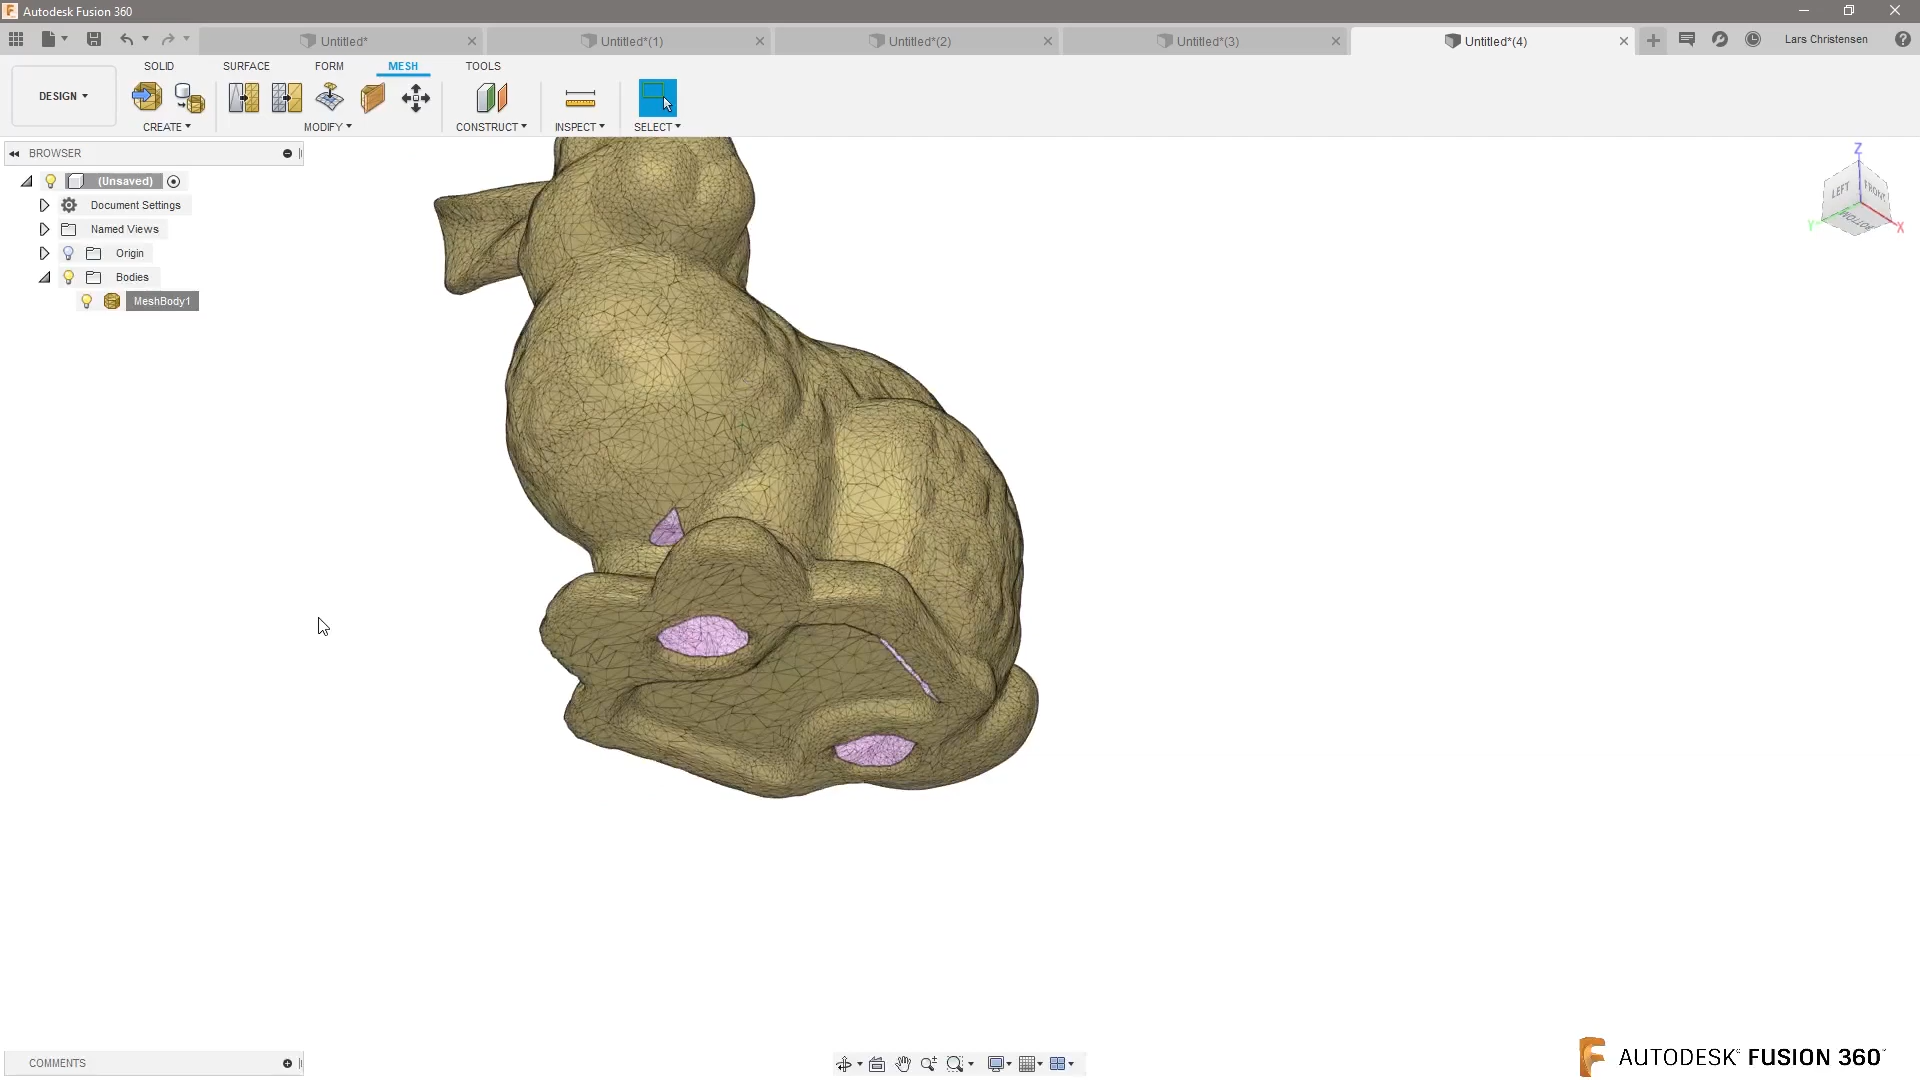 Autodesk Fusion 360
Untitled*
Untitled*(1)
Untitled*(2)
Untitled*(3)
Untitled*(4)
Lars Christensen
DESIGN
SOLID
SURFACE
FORM
MESH
TOOLS
CREATE
MODIFY
CONSTRUCT
INSPECT
SELECT
BROWSER
(Unsaved)
Document Settings
Named Views
Origin
Bodies
MeshBody1
Z
LEFT
FRONT
BOTTOM
Y
X
COMMENTS
AUTODESK FUSION 360